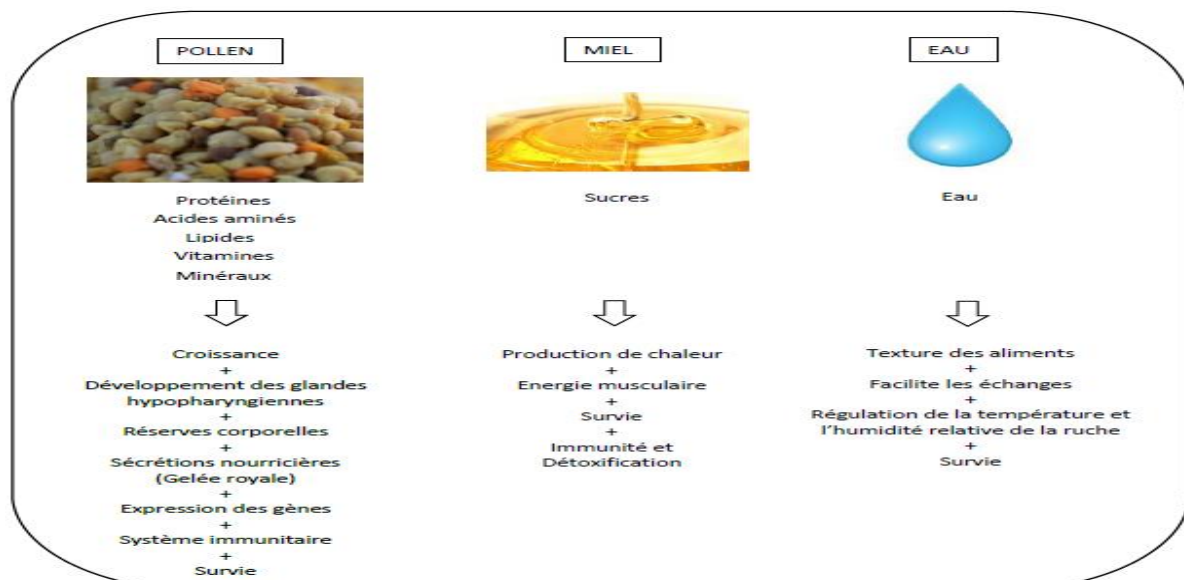 POLLEN
Protéines
Acides aminés
Lipides
Vitamines
Minéraux
Croissance
+
Développement des glandes
hypopharyngiennes
+
Réserves corporelles
+
Sécrétions nourricières
(Gelée royale)
+
Expression des gènes
+
Système immunitaire
+
Survie
MIEL
Sucres
Production de chaleur
+
Energie musculaire
+
Survie
+
Immunité et
Détoxification
EAU
Eau
Texture des aliments
+
Facilite les échanges
+
Régulation de la température et
l'humidité relative de la ruche
+
Survie